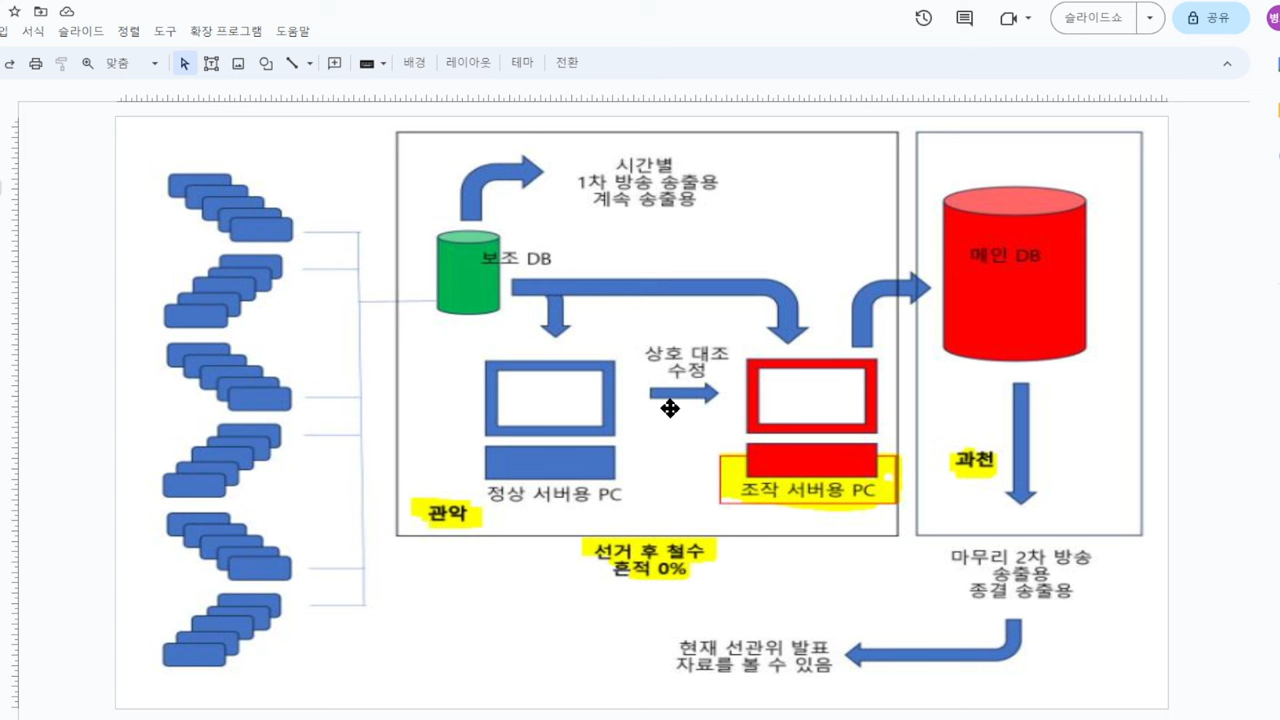 입 서식 슬라이드 정렬 도구 확장 프로그램 도움말
슬라이드쇼
공유
병
맞춤
배경 레이아웃 테마 전환
시간별
1차 방송 송출용
계속 송출용
보조 DB
메인 DB
상호 대조
수정
과천
조작 서버용 PC
정상 서버용 PC
관악
선거 후 철수
흔적 0%
마무리 2차 방송
송출용
종결 송출용
현재 선관위 발표
자료를 볼 수 있음